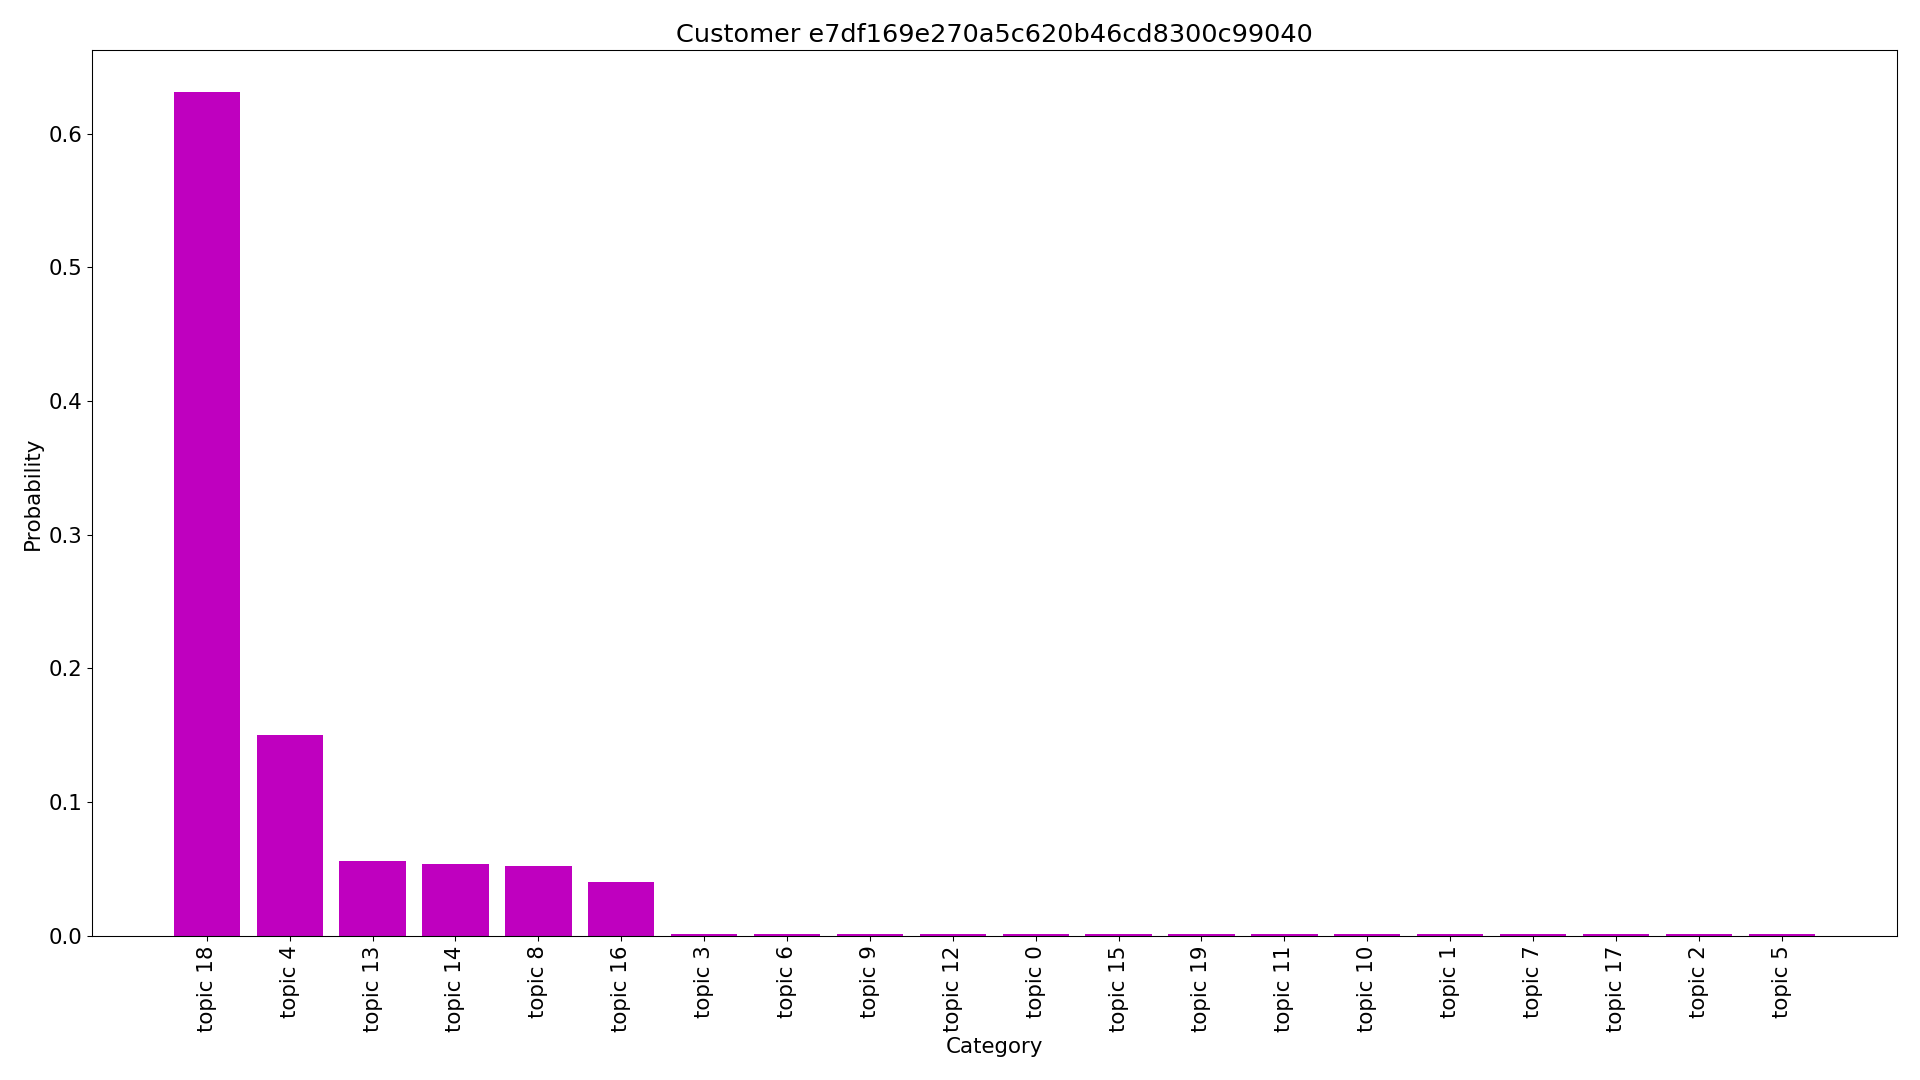 Customer e7df169e270a5c620b46cd8300c99040
Probability
0.6
0.5
0.4
0.3
0.2
0.1
0.0
topic 18
topic 4
topic 13
topic 14
topic 8
topic 16
topic 3
topic 6
topic 9
topic 12
topic 0
topic 15
topic 19
topic 11
topic 10
topic 1
topic 7
topic 17
topic 2
topic 5
Category